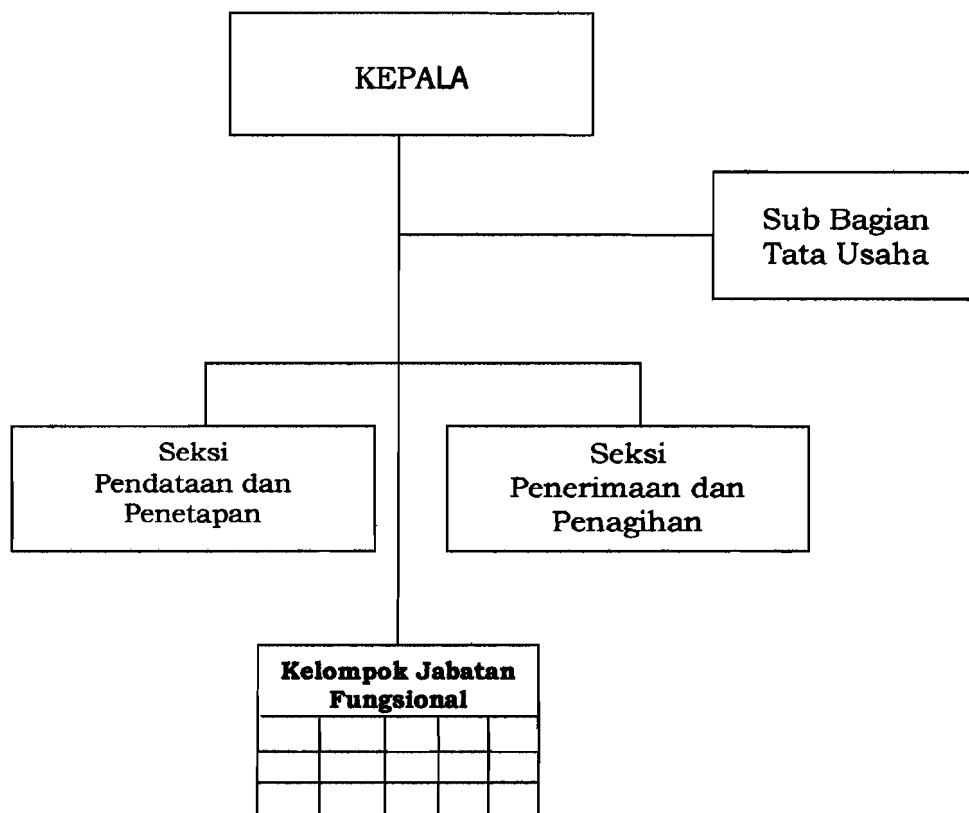 KEPALA
Sub Bagian
Tata Usaha
Seksi
Pendataan dan
Penetapan
Seksi
Penerimaan dan
Penagihan
Kelompok Jabatan
Fungsional